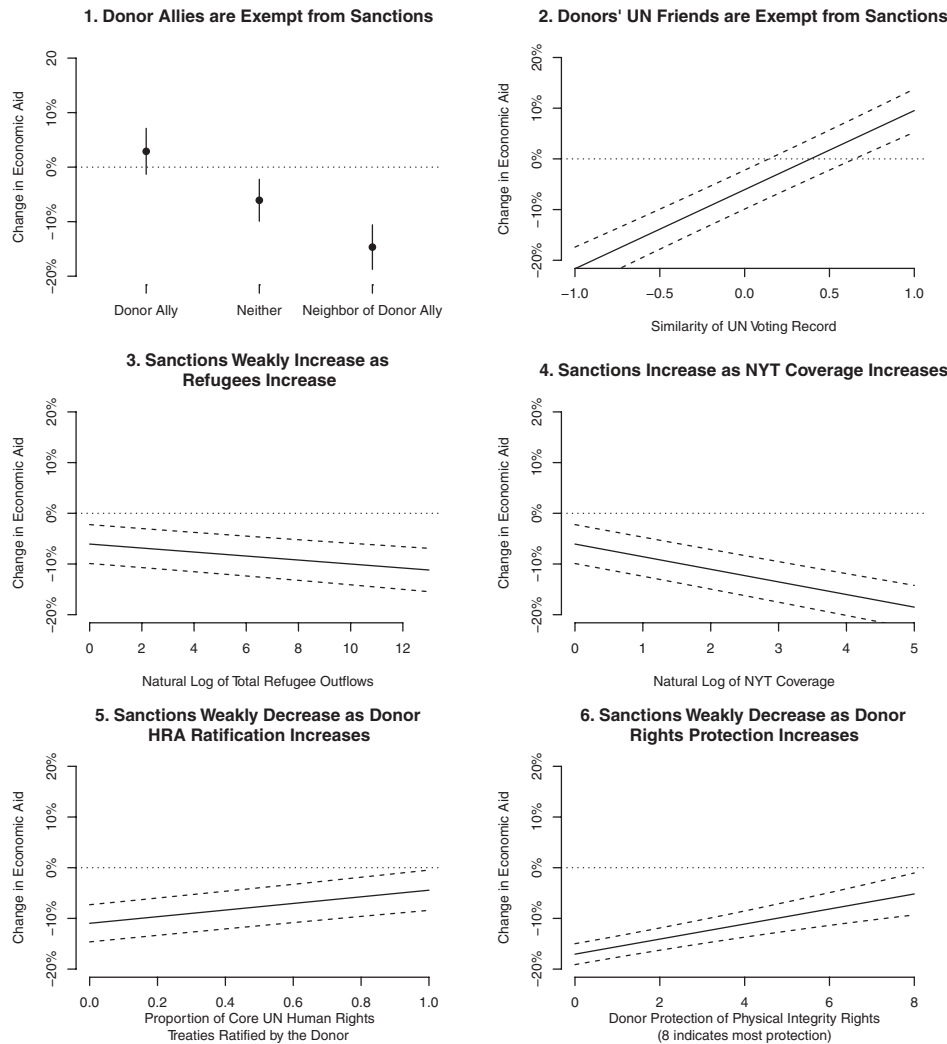 1. Donor Allies are Exempt from Sanctions
Change in Economic Aid
20
10%
0%
−10%
−20%
Donor Ally
Neither
Neighbor of Donor Ally
2. Donors' UN Friends are Exempt from Sanctions
Change in Economic Aid
20%
10%
0%
−10%
−20%
−1.0
−0.5
0.0
0.5
1.0
Similarity of UN Voting Record
3. Sanctions Weakly Increase as
Refugees Increase
Change in Economic Aid
20%
10%
0%
−10%
−20%
0
2
4
6
8
10
12
Natural Log of Total Refugee Outflows
4. Sanctions Increase as NYT Coverage Increases
Change in Economic Aid
20%
10%
0%
−10%
−20%
0
1
2
3
4
5
Natural Log of NYT Coverage
5. Sanctions Weakly Decrease as Donor
HRA Ratification Increases
Change in Economic Aid
20%
10%
0%
−10%
−20%
0.0
0.2
0.4
0.6
0.8
1.0
Proportion of Core UN Human Rights
Treaties Ratified by the Donor
6. Sanctions Weakly Decrease as Donor
Rights Protection Increases
Change in Economic Aid
20%
10%
0%
−10%
−20%
0
2
4
6
8
Donor Protection of Physical Integrity Rights
(8 indicates most protection)